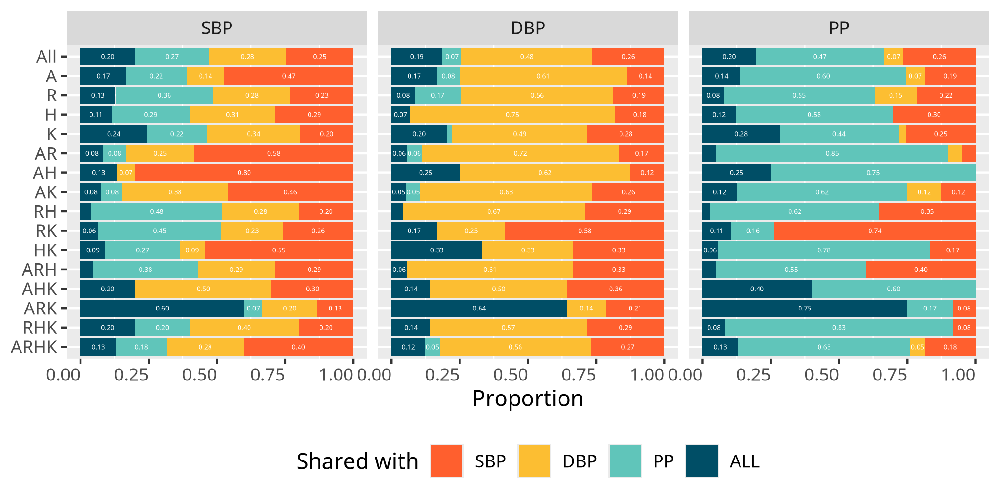 SBP DBP PP
All 0.20 0.27 0.28 0.25 0.19 0.07 0.48 0.26 0.20 0.47 0.07 0.26
A 0.17 0.22 0.14 0.47 0.17 0.08 0.61 0.14 0.14 0.60 0.07 0.19
R 0.13 0.36 0.28 0.23 0.08 0.17 0.56 0.19 0.08 0.55 0.15 0.22
H 0.11 0.29 0.31 0.29 0.07 0.75 0.18 0.12 0.58 0.30
K 0.24 0.22 0.34 0.20 0.20 0.49 0.28 0.28 0.44 0.25
AR 0.08 0.08 0.25 0.58 0.06 0.06 0.72 0.17 0.85
AH 0.13 0.07 0.80 0.25 0.62 0.12 0.25 0.75
AK 0.08 0.08 0.38 0.46 0.05 0.05 0.63 0.26 0.12 0.62 0.12 0.12
RH 0.48 0.28 0.20 0.67 0.29 0.62 0.35
RK 0.06 0.45 0.23 0.26 0.17 0.25 0.58 0.11 0.16 0.74
HK 0.09 0.27 0.09 0.55 0.33 0.33 0.33 0.06 0.78 0.17
ARH 0.38 0.29 0.29 0.06 0.61 0.33 0.55 0.40
AHK 0.20 0.50 0.30 0.14 0.50 0.36 0.40 0.60
ARK 0.60 0.07 0.20 0.13 0.64 0.14 0.21 0.75 0.17 0.08
RHK 0.20 0.20 0.40 0.20 0.14 0.57 0.29 0.08 0.83 0.08
ARHK 0.13 0.18 0.28 0.40 0.12 0.05 0.56 0.27 0.13 0.63 0.05 0.18
0.00 0.25 0.50 0.75 1.00 0.00 0.25 0.50 0.75 1.00 0.00 0.25 0.50 0.75 1.00
Proportion
Shared with SBP DBP PP ALL